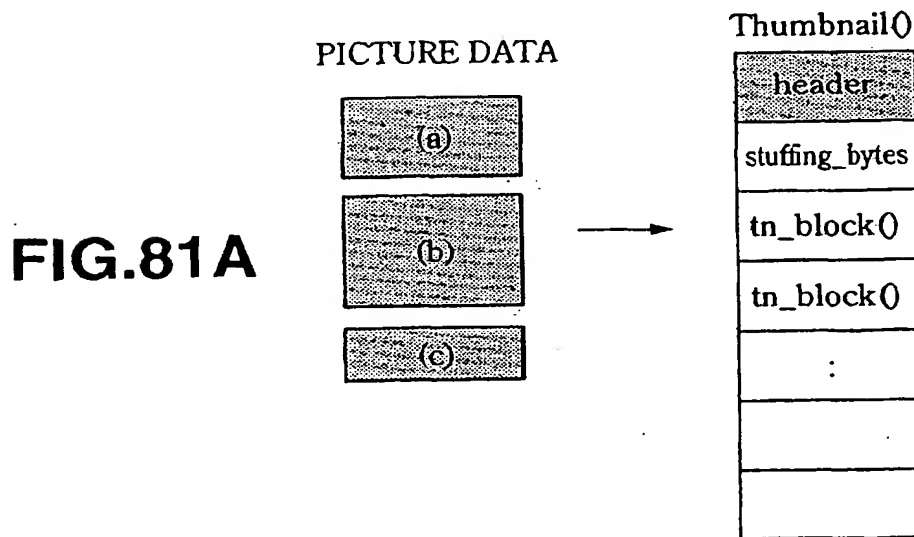 Thumbnail()
PICTURE DATA
header
(a)
stuffing_bytes
tn_block()
FIG.81A
(b)
tn_block()
(c)
: